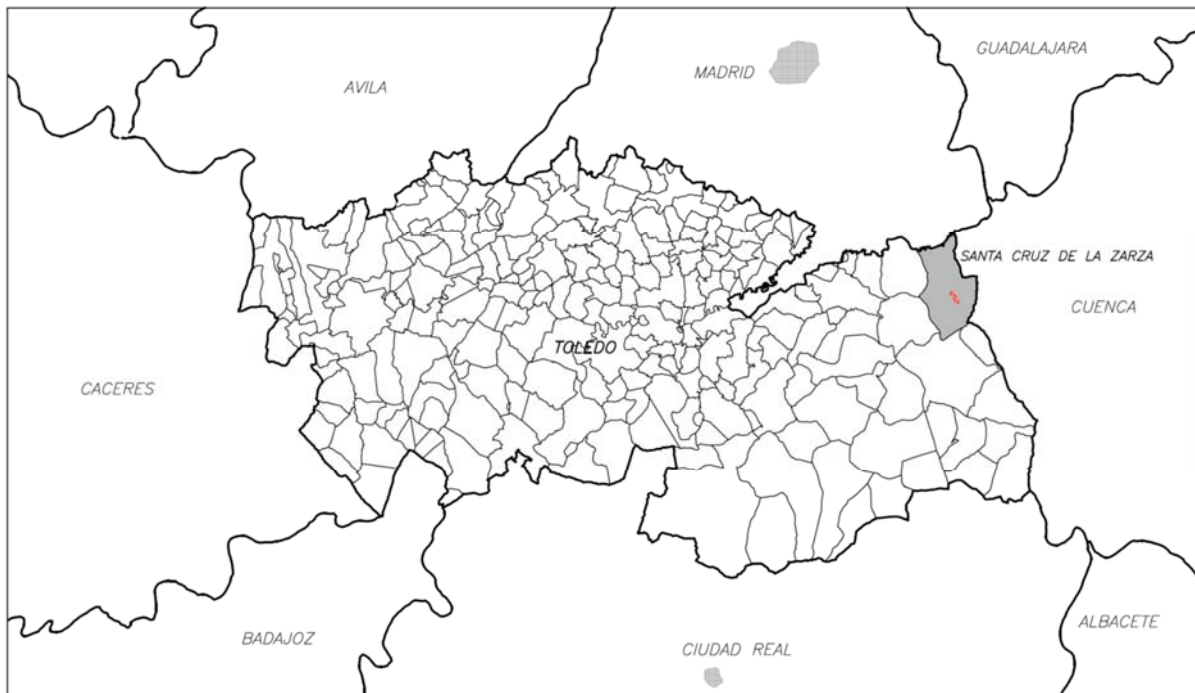 GUADALAJARA
MADRID
AVILA
SANTA CRUZ DE LA ZARZA
CUENCA
TOLEDO
CACERES
ALBACETE
BADAJOZ
CIUDAD REAL